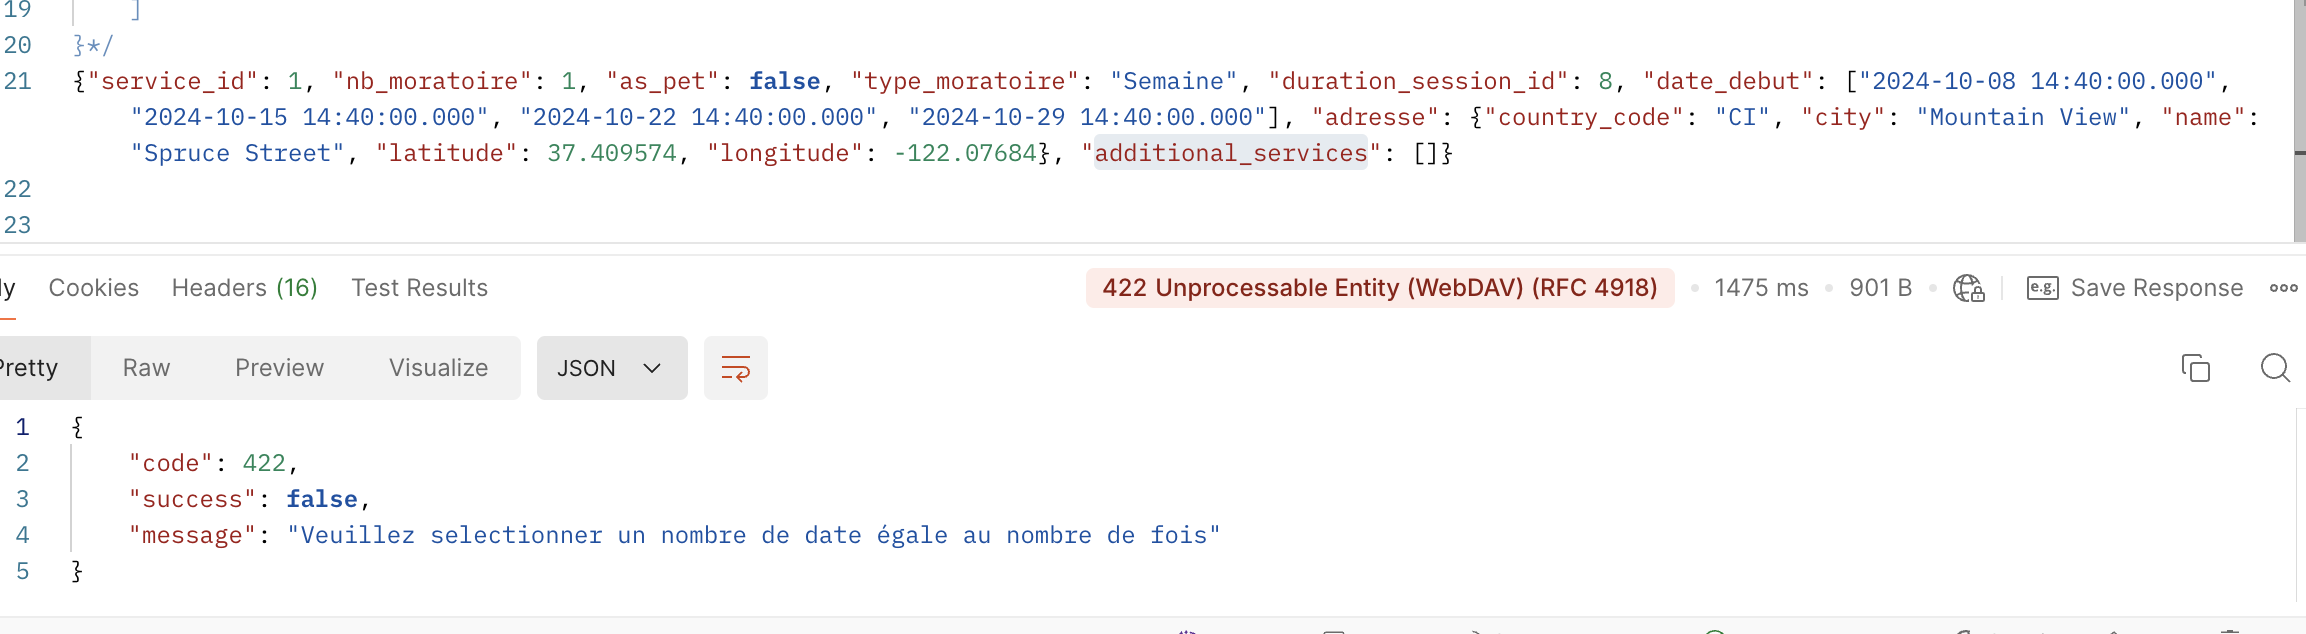 19 ]
20 }*/
21 {"service_id": 1, "nb_moratoire": 1, "as_pet": false, "type_moratoire": "Semaine", "duration_session_id": 8, "date_debut": ["2024-10-08 14:40:00.000",
"2024-10-15 14:40:00.000", "2024-10-22 14:40:00.000", "2024-10-29 14:40:00.000"], "adresse": {"country_code": "CI", "city": "Mountain View", "name":
"Spruce Street", "latitude": 37.409574, "longitude": -122.07684}, "additional_services": []}
22
23
y Cookies Headers (16) Test Results 422 Unprocessable Entity (WebDAV) (RFC 4918) 1475 ms 901 B e.g. Save Response
Pretty Raw Preview Visualize JSON
1 {
2 "code": 422,
3 "success": false,
4 "message": "Veuillez selectionner un nombre de date égale au nombre de fois"
5 }